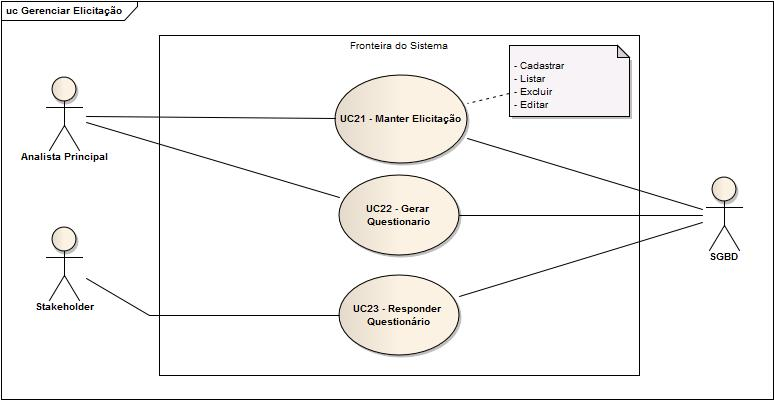 uc Gerenciar Elicitação
Fronteira do Sistema
- Cadastrar
- Listar
- Excluir
- Editar
UC21 - Manter Elicitação
Analista Principal
UC22 - Gerar
Questionario
SGBD
Stakeholder
UC23 - Responder
Questionário